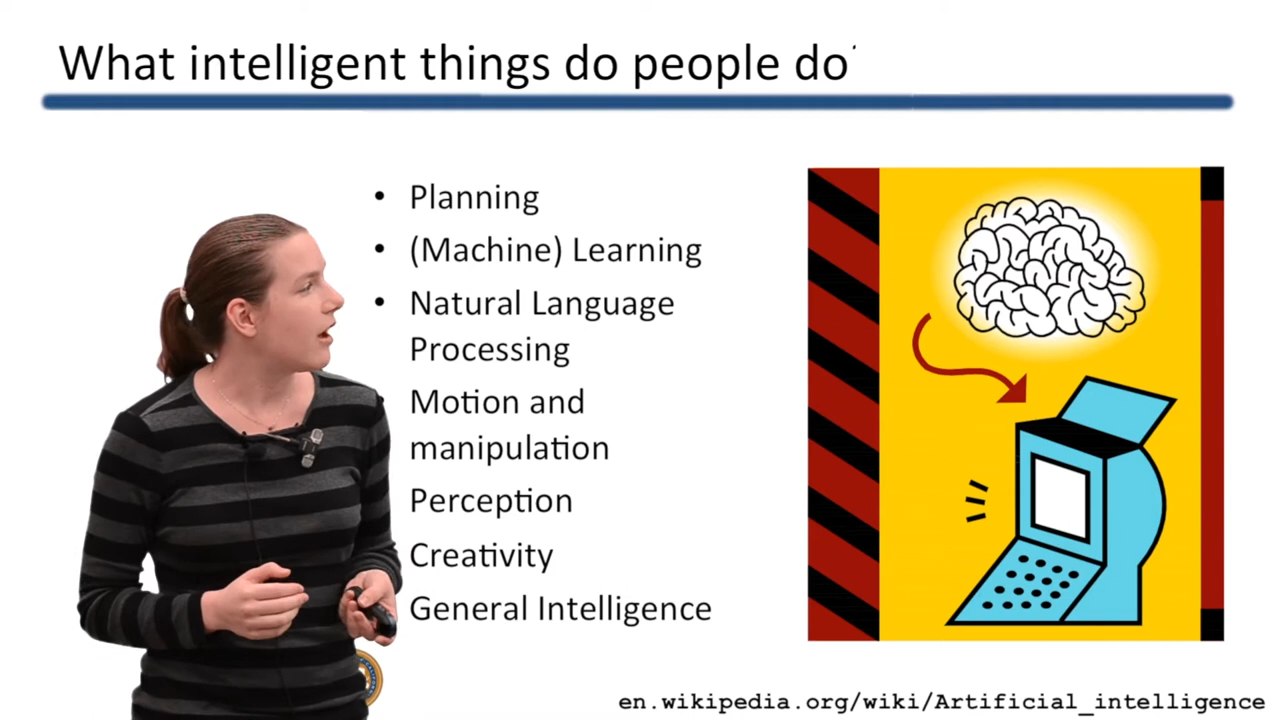 What intelligent things do people do
• Planning
• (Machine) Learning
• Natural Language
Processing
Motion and
manipulation
Perception
Creativity
General Intelligence
en.wikipedia.org/wiki/Artificial_intelligence